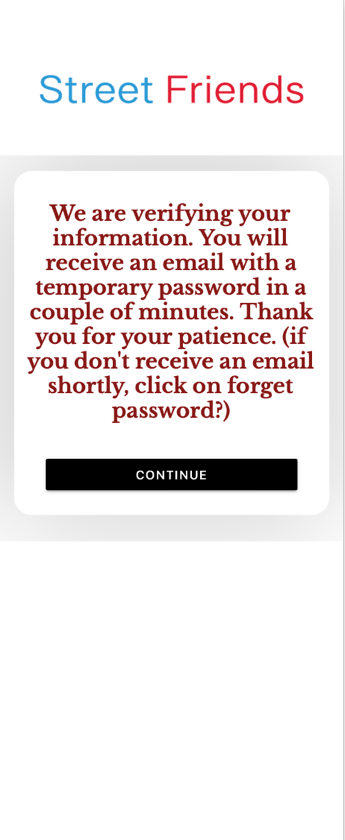 Street Friends
We are verifying your
information. You will
receive an email with a
temporary password in a
couple of minutes. Thank
you for your patience. (if
you don't receive an email
shortly, click on forget
password?)
CONTINUE